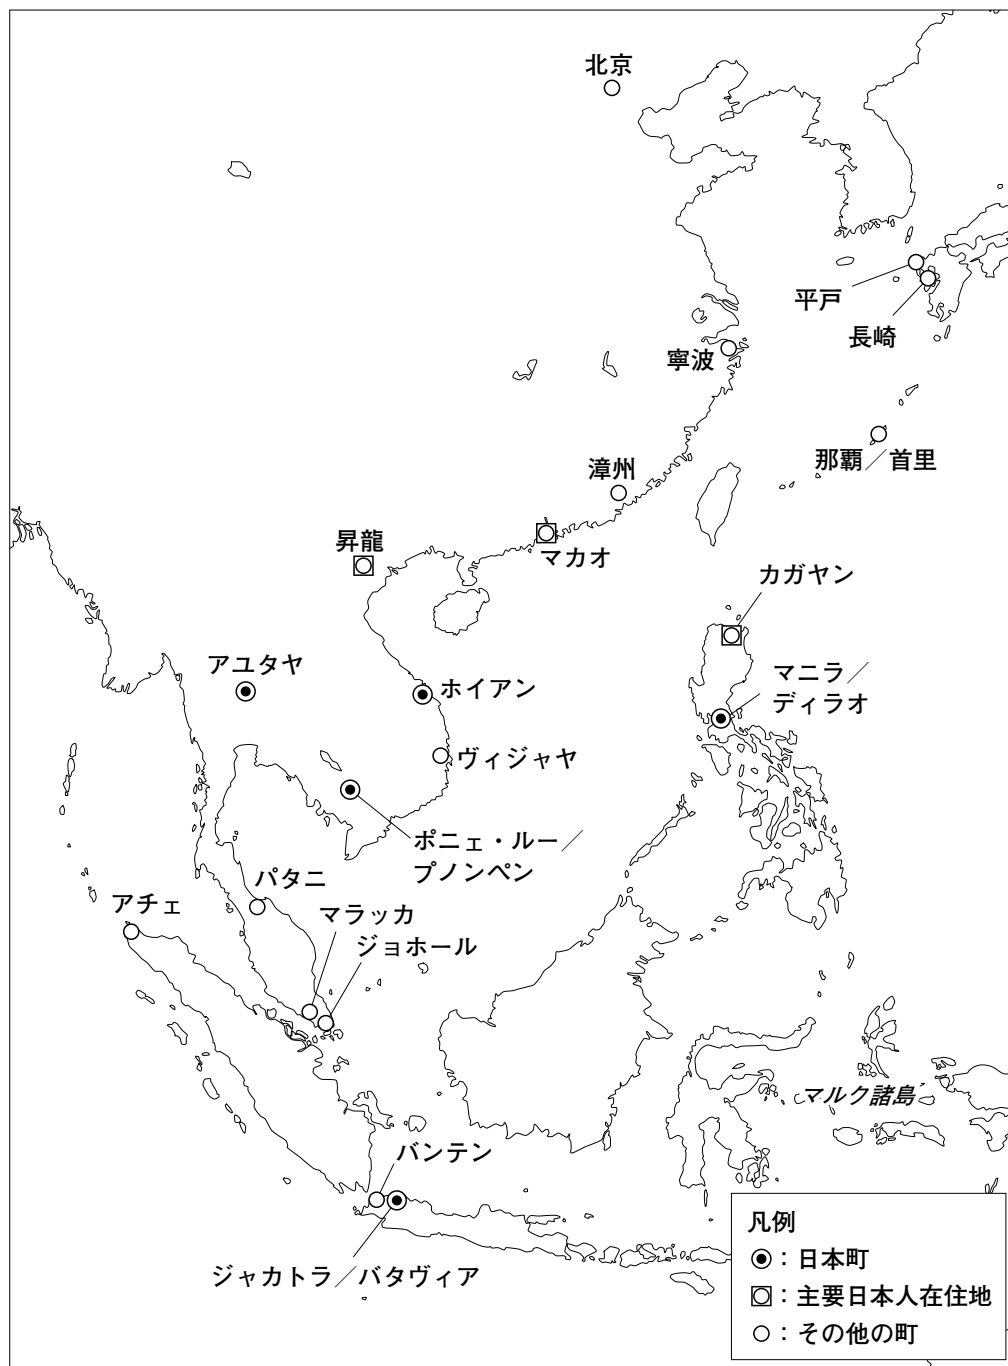 北京
平戸
長崎
寧波
那覇／首里
漳州
マカオ
昇龍
カガヤン
アユタヤ
ホイアン
マニラ／
ディラオ
ヴィジャヤ
ポニェ・ルー／
プノンペン
パタニ
アチェ
マラッカ
ジョホール
マルク諸島
バンテン
ジャカトラ／バタヴィア
凡例
：日本町
：主要日本人在住地
：その他の町